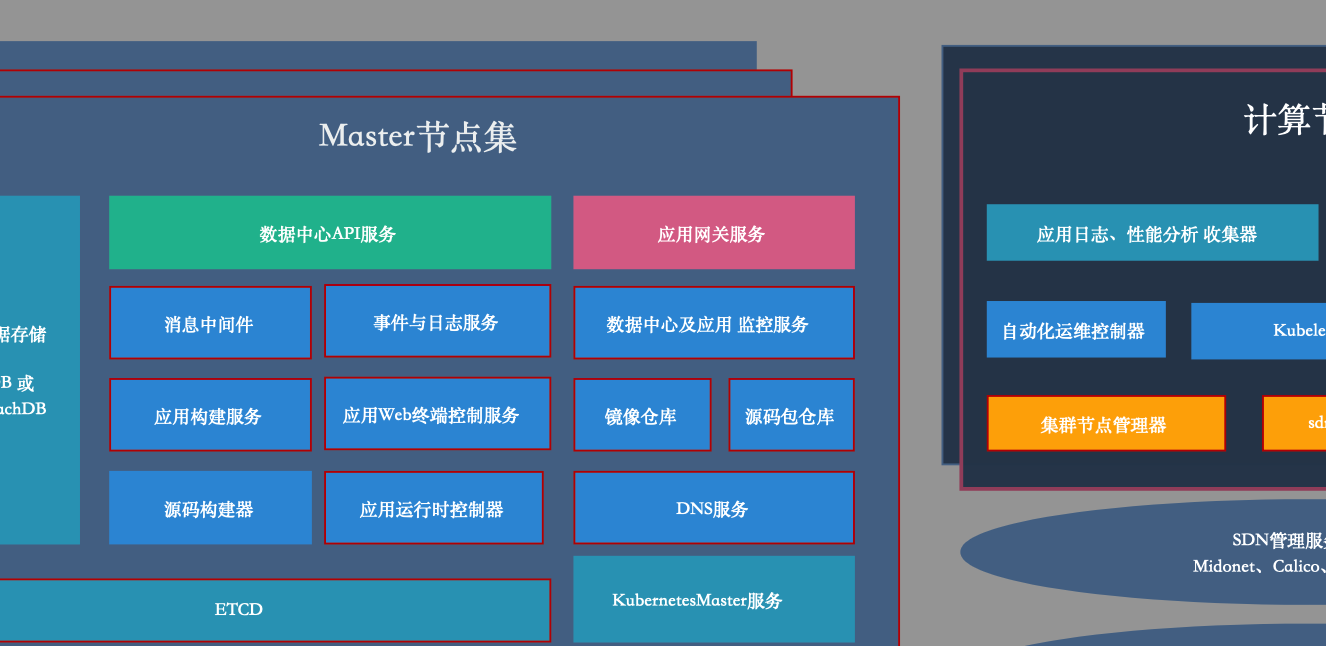 Master节点集
数据中心API服务
应用网关服务
消息中间件
事件与日志服务
数据中心及应用 监控服务
据存储
B 或
achDB
应用构建服务
应用Web终端控制服务
镜像仓库
源码包仓库
源码构建器
应用运行时控制器
DNS服务
ETCD
KubernetesMaster服务
计算节
应用日志、性能分析 收集器
自动化运维控制器
Kubele
集群节点管理器
sd
SDN管理服
Midonet、Calico、